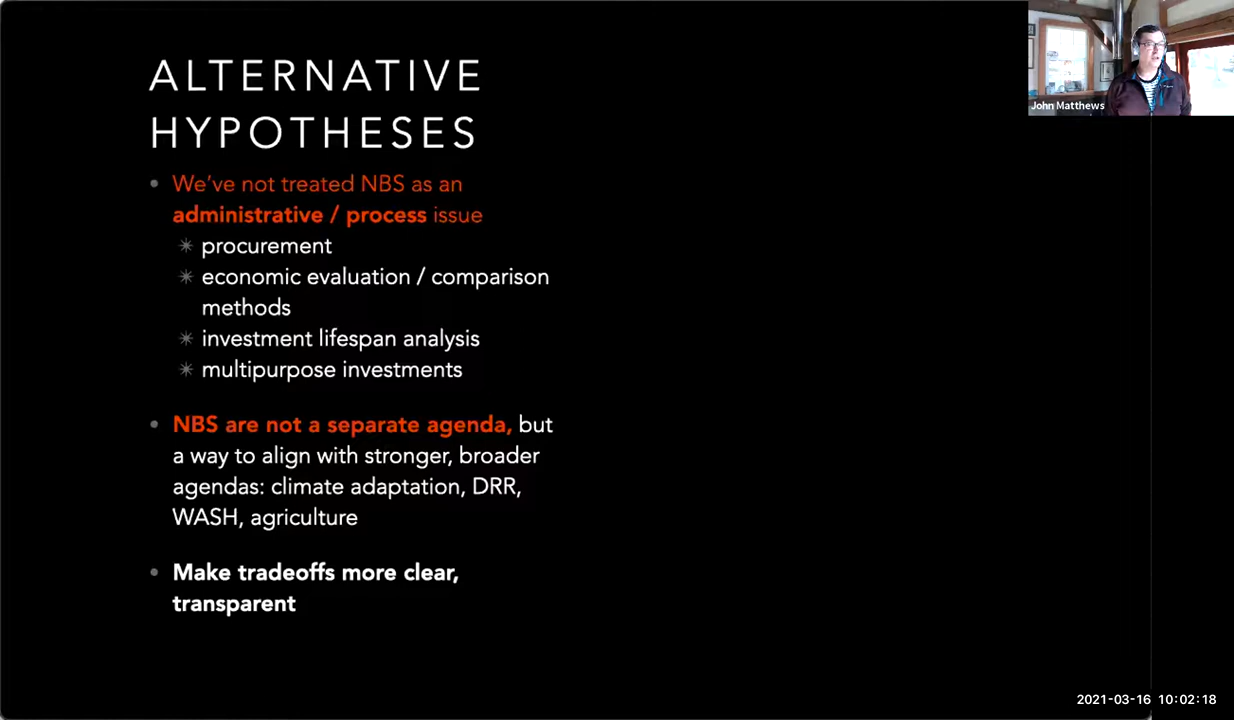 ALTERNATIVE
HYPOTHESES
• We've not treated NBS as an
administrative / process issue
✳ procurement
✳ economic evaluation / comparison
methods
✳ investment lifespan analysis
✳ multipurpose investments
• NBS are not a separate agenda, but
a way to align with stronger, broader
agendas: climate adaptation, DRR,
WASH, agriculture
• Make tradeoffs more clear,
transparent
John Matthews
2021-03-16 10:02:18